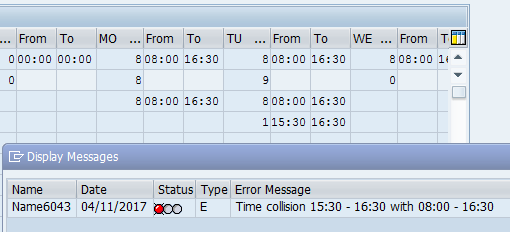 ... From To MO ... From To TU ... From To WE ... From T
0 00:00 00:00 8 08:00 16:30 8 08:00 16:30 8 08:00 16
0 8 9 0
8 08:00 16:30 8 08:00 16:30
1 15:30 16:30
Display Messages
Name Date Status Type Error Message
Name6043 04/11/2017 E Time collision 15:30 - 16:30 with 08:00 - 16:30